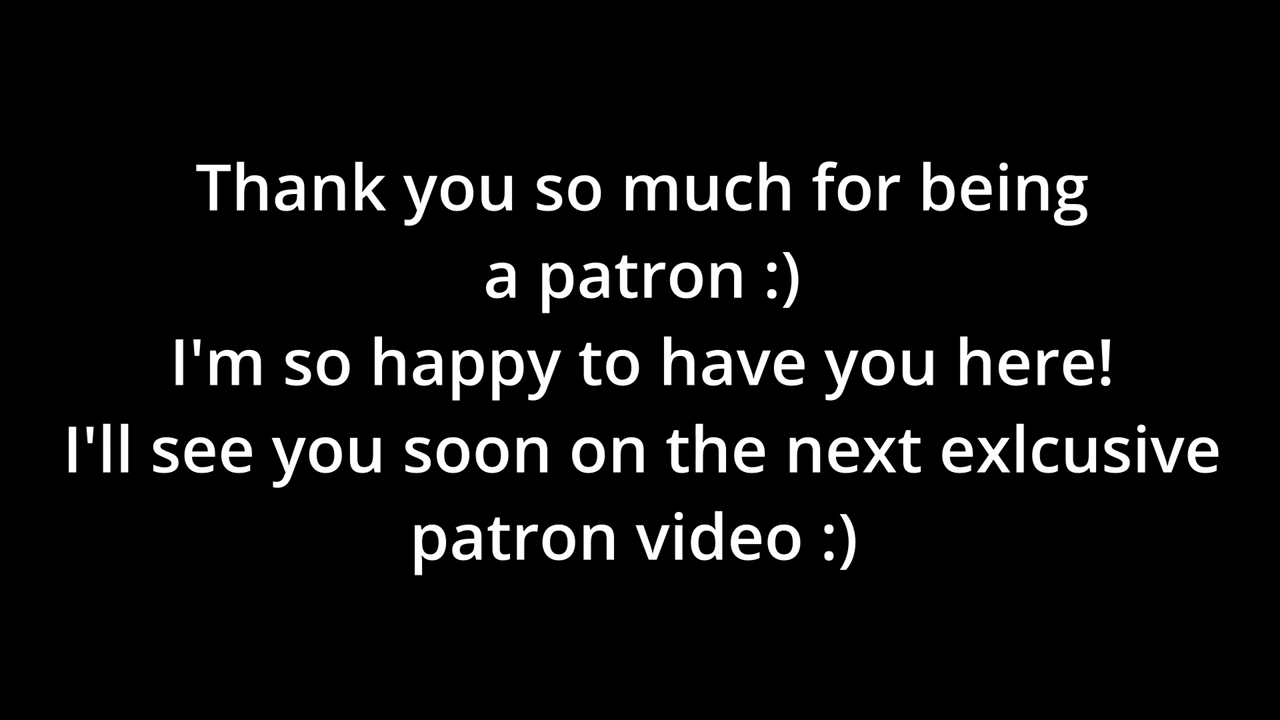 Thank you so much for being
a patron :)
I'm so happy to have you here!
I'll see you soon on the next exlcusive
patron video :)